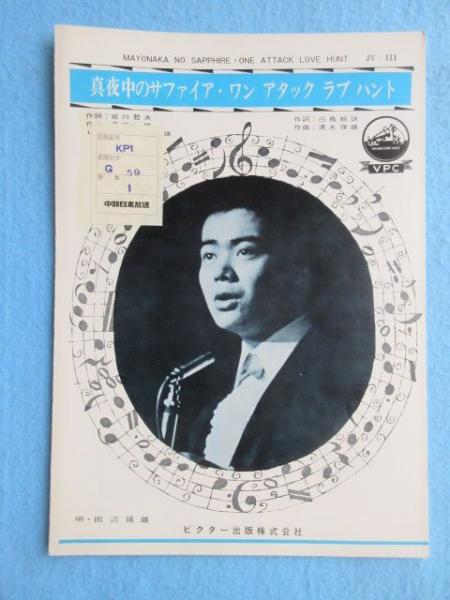 MAYONAKA NO SAPPHIRE・ONE ATTACK LOVE HUNT JV-111
真夜中のサファイア・ワン アタック ラブ ハント
作詞：宮川哲夫
作詞：白鳥朝詠
作曲：清水保雄
KP1
G 59
1
中部日本放送
VPC
唄・田辺靖雄
ビクター出版株式会社